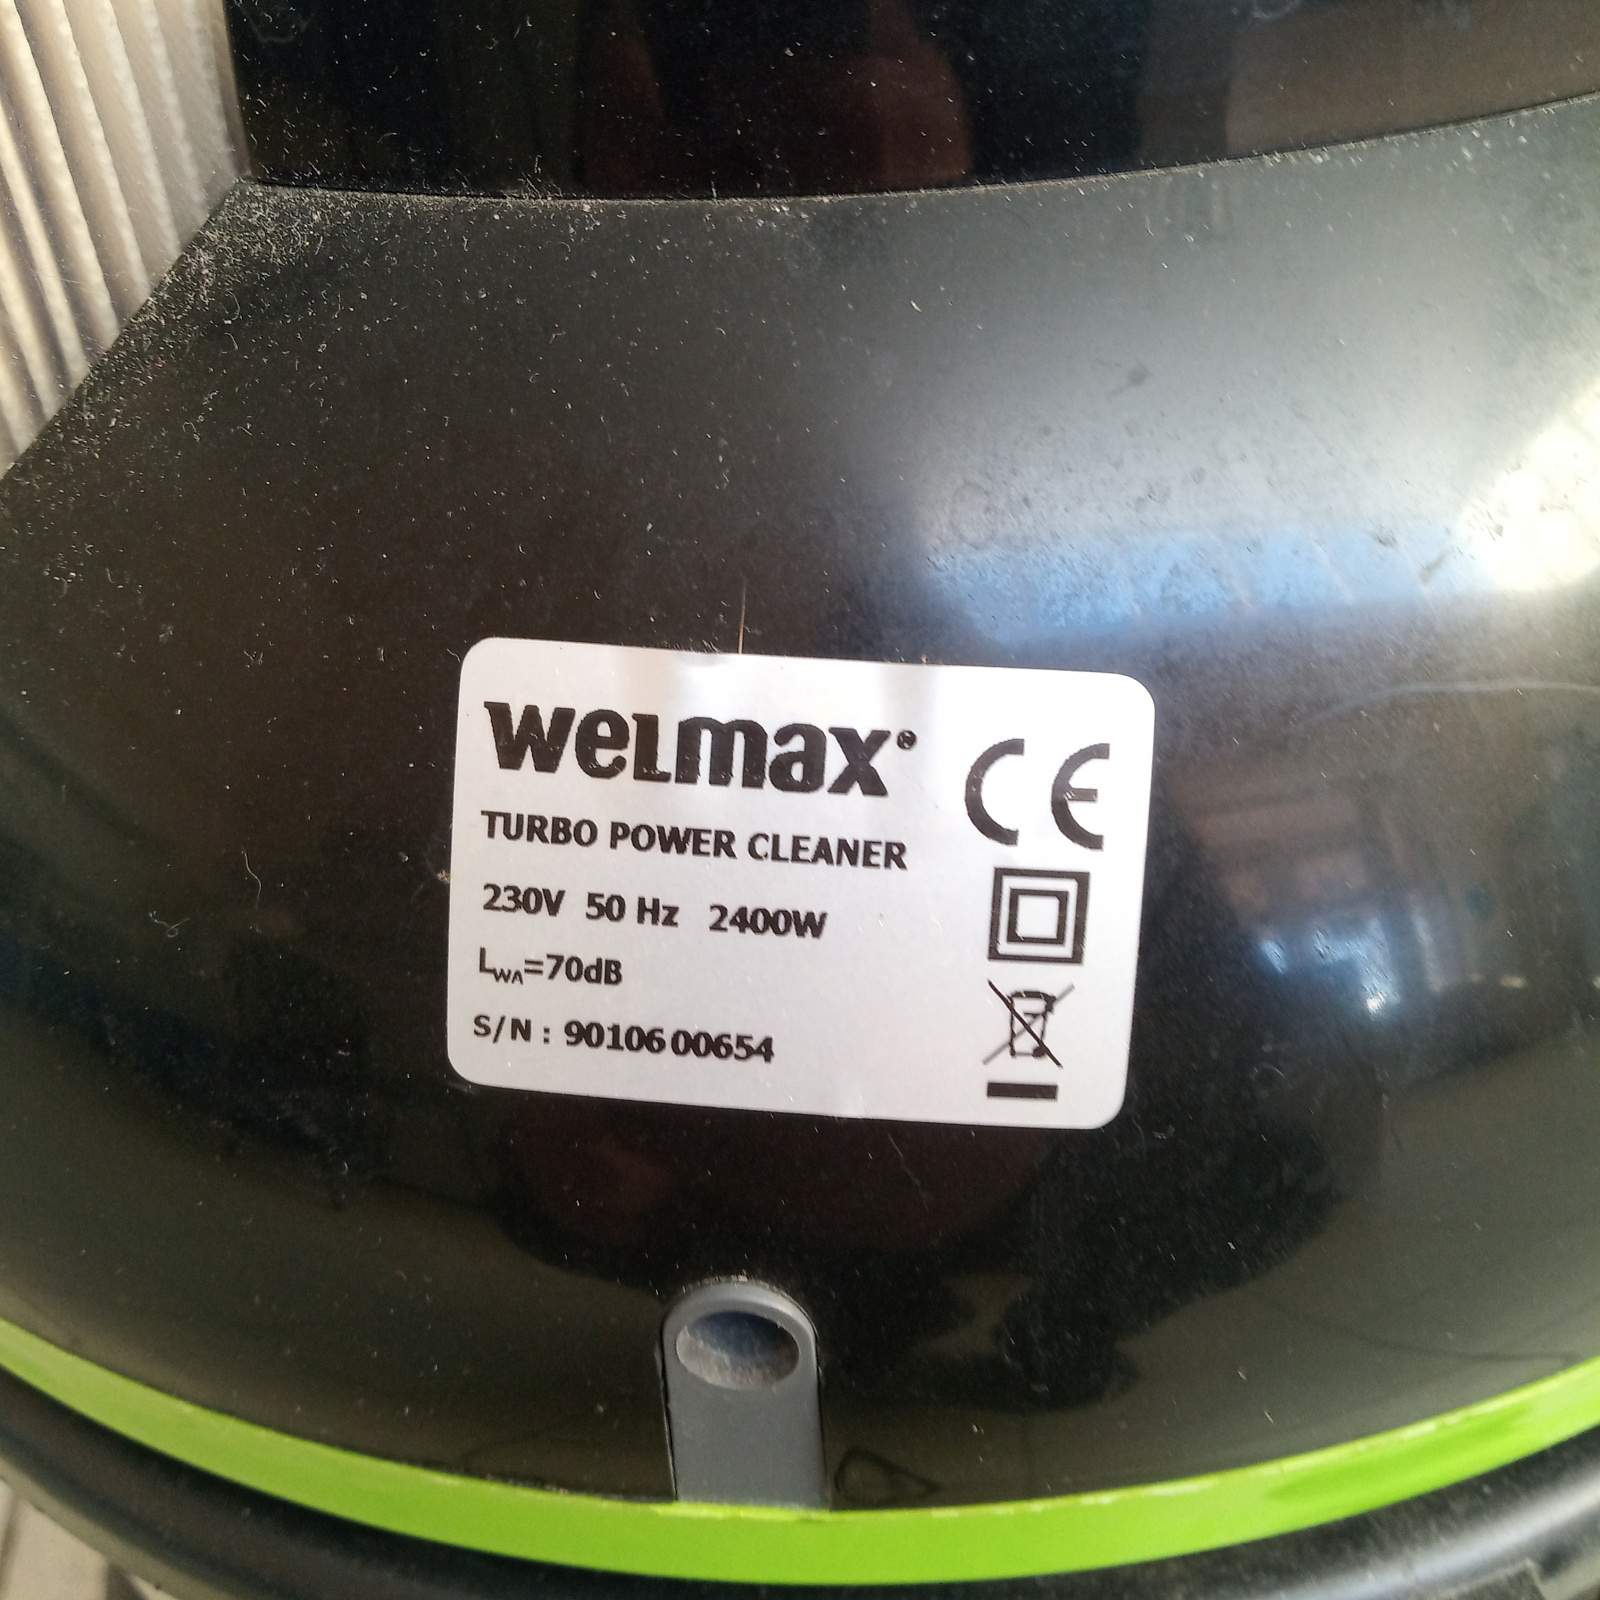 WELMAX®
CE
TURBO POWER CLEANER
230V 50 Hz 2400W
LWA=70dB
S/N : 90106 00654